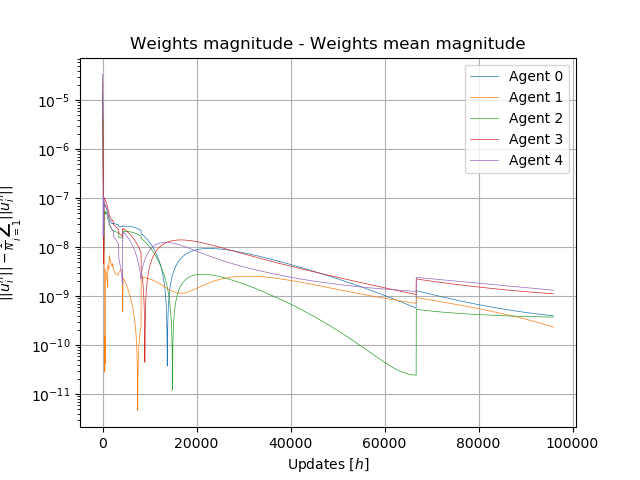 Weights magnitude - Weights mean magnitude
Agent 0
Agent 1
Agent 2
Agent 3
Agent 4
10⁻⁵
10⁻⁶
10⁻⁷
10⁻⁸
10⁻⁹
10⁻¹⁰
10⁻¹¹
0
20000
40000
60000
80000
100000
Updates [h]